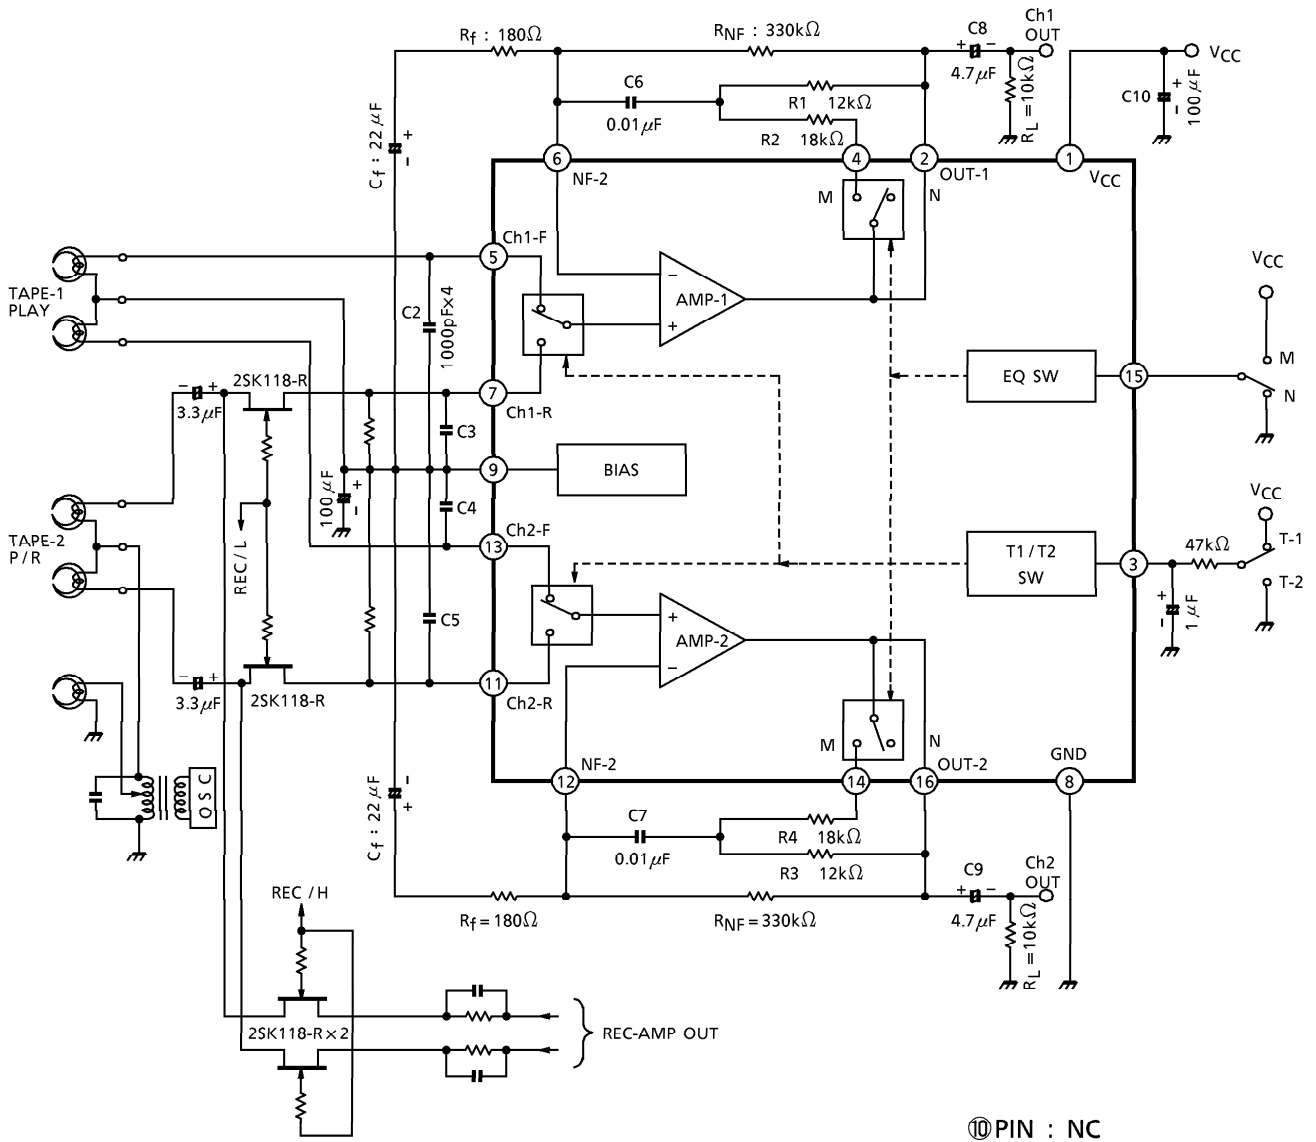 Rf : 180Ω
RNF : 330kΩ
C8
Ch1
OUT
4.7μF
RL=10kΩ
VCC
C10
100μF
C6
0.01μF
R1 12kΩ
R2 18kΩ
Cf : 22μF
6
4
2
1
NF-2
M
N
OUT-1
VCC
TAPE-1
PLAY
5
Ch1-F
C2
1000pF×4
AMP-1
VCC
M
N
EQ SW
15
3.3μF
2SK118-R
7
Ch1-R
C3
9
BIAS
100μF
C4
TAPE-2
P/R
REC/L
13
Ch2-F
VCC
T-1
T-2
47kΩ
1μF
3
T1/T2
SW
C5
AMP-2
3.3μF
2SK118-R
11
Ch2-R
M
N
NF-2
OUT-2
GND
12
14
16
8
OSC
Cf : 22μF
C7
0.01μF
R4 18kΩ
R3 12kΩ
Rf=180Ω
RNF=330kΩ
C9
4.7μF
Ch2
OUT
RL=10kΩ
REC/H
2SK118-R×2
REC-AMP OUT
⑩PIN : NC